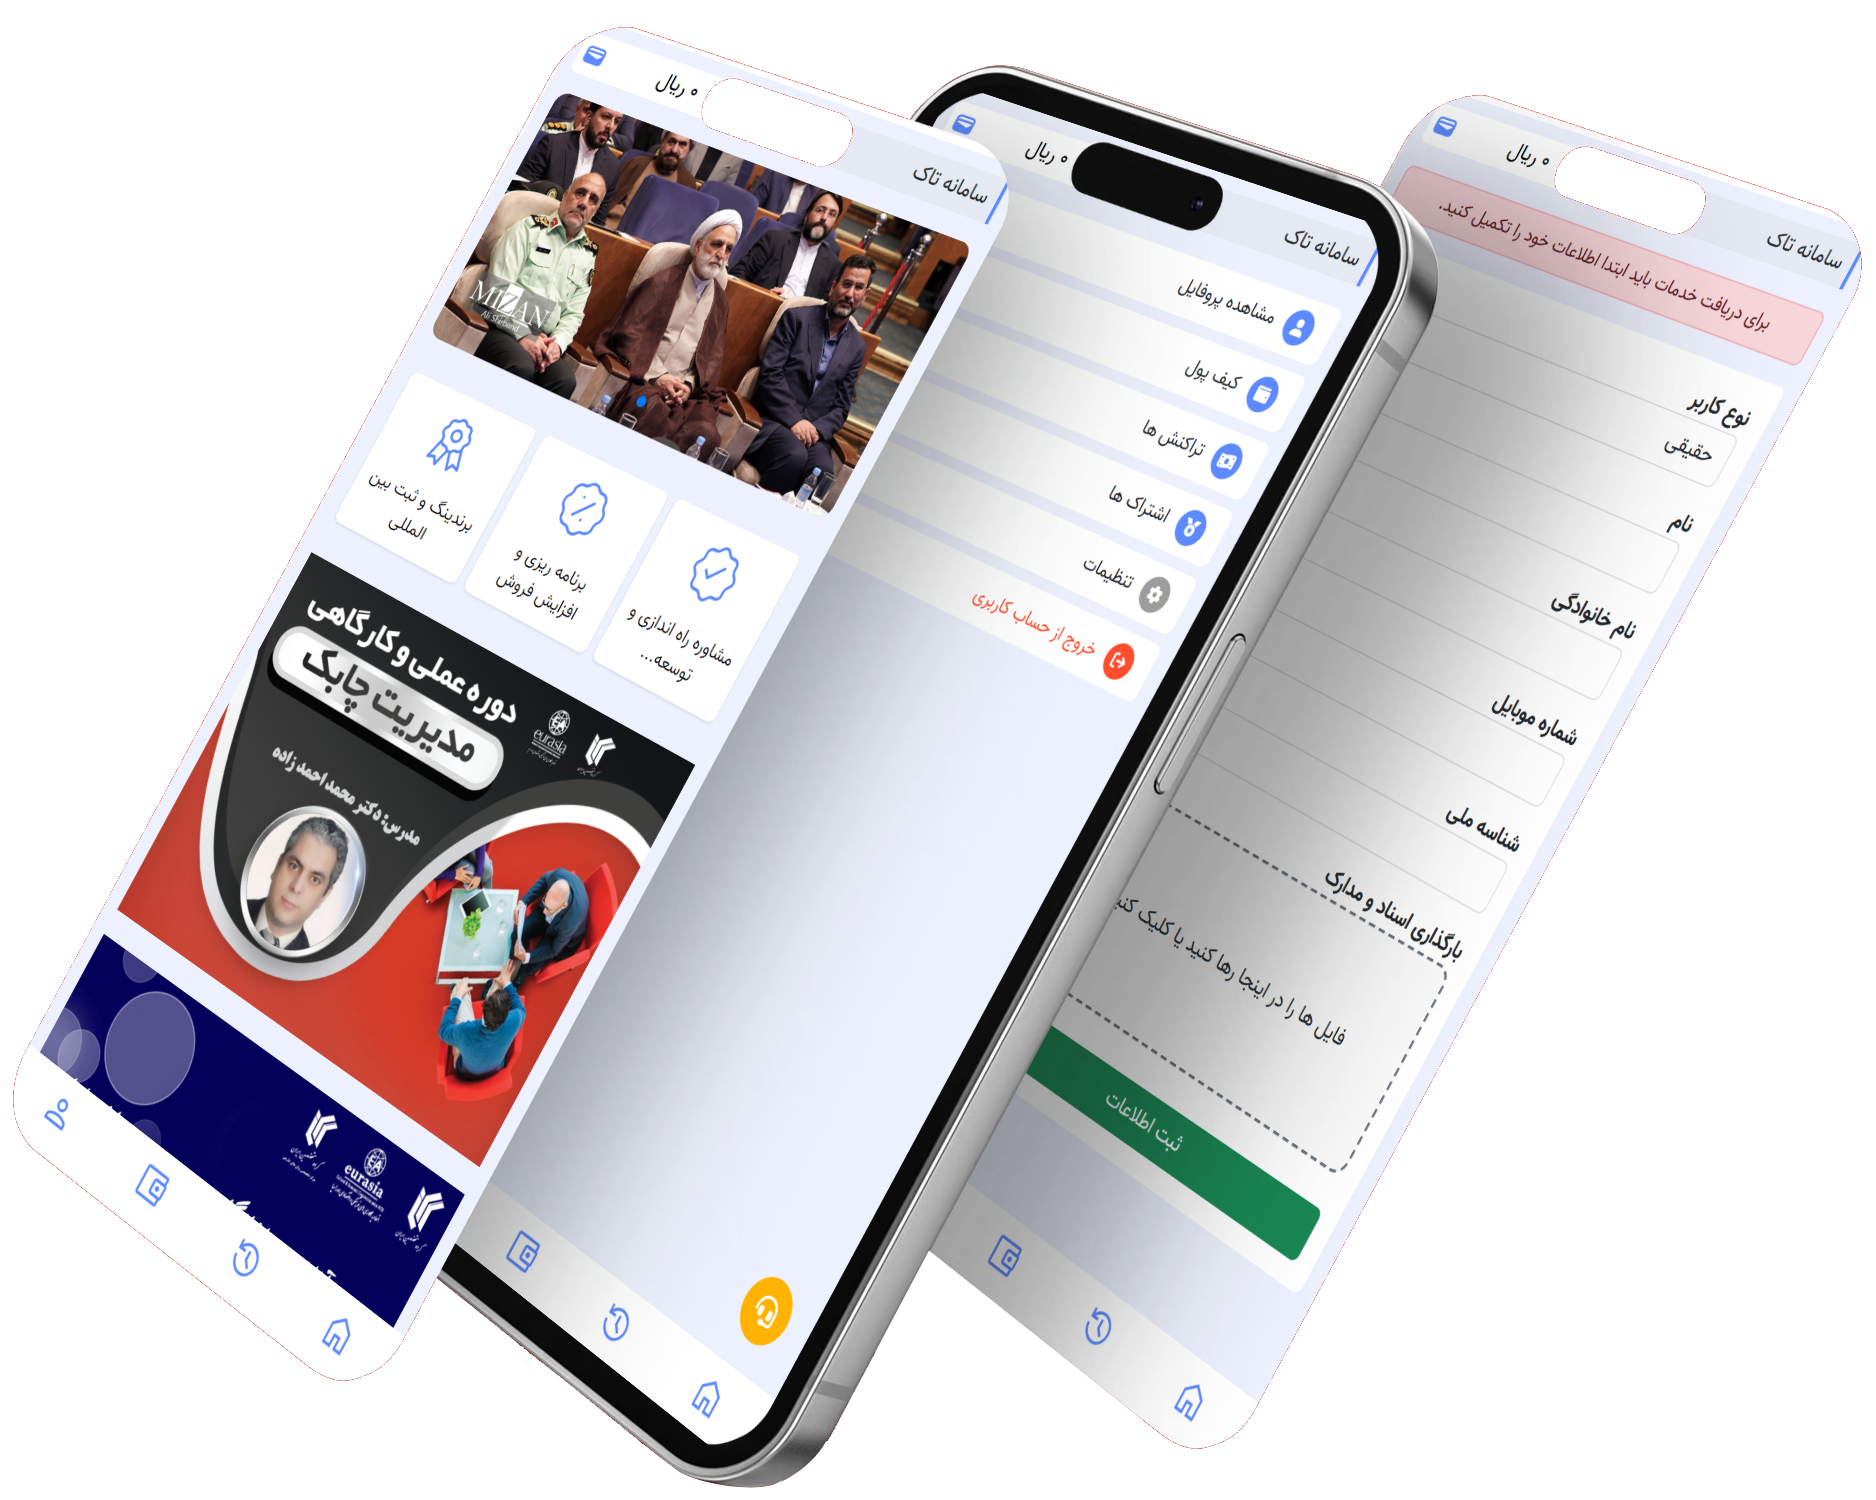 ۰ ریال
سامانه تاک
MIZAN
Ali Shirband
برندینگ و ثبت بین
المللی
برنامه ریزی و
افزایش فروش
مشاوره راه اندازی و
توسعه...
دوره عملی و کارگاهی
مدیریت چابک
مدرس: دکتر محمد احمد زاده
EA
eurasia
EA
eurasia
۰ ریال
سامانه تاک
مشاهده پروفایل
کیف پول
تراکنش ها
اشتراک ها
تنظیمات
خروج از حساب کاربری
۰ ریال
سامانه تاک
برای دریافت خدمات باید ابتدا اطلاعات خود را تکمیل کنید.
نوع کاربر
حقیقی
نام
نام خانوادگی
شماره موبایل
شناسه ملی
بارگذاری اسناد و مدارک
فایل ها را در اینجا رها کنید یا کلیک کنی
ثبت اطلاعات